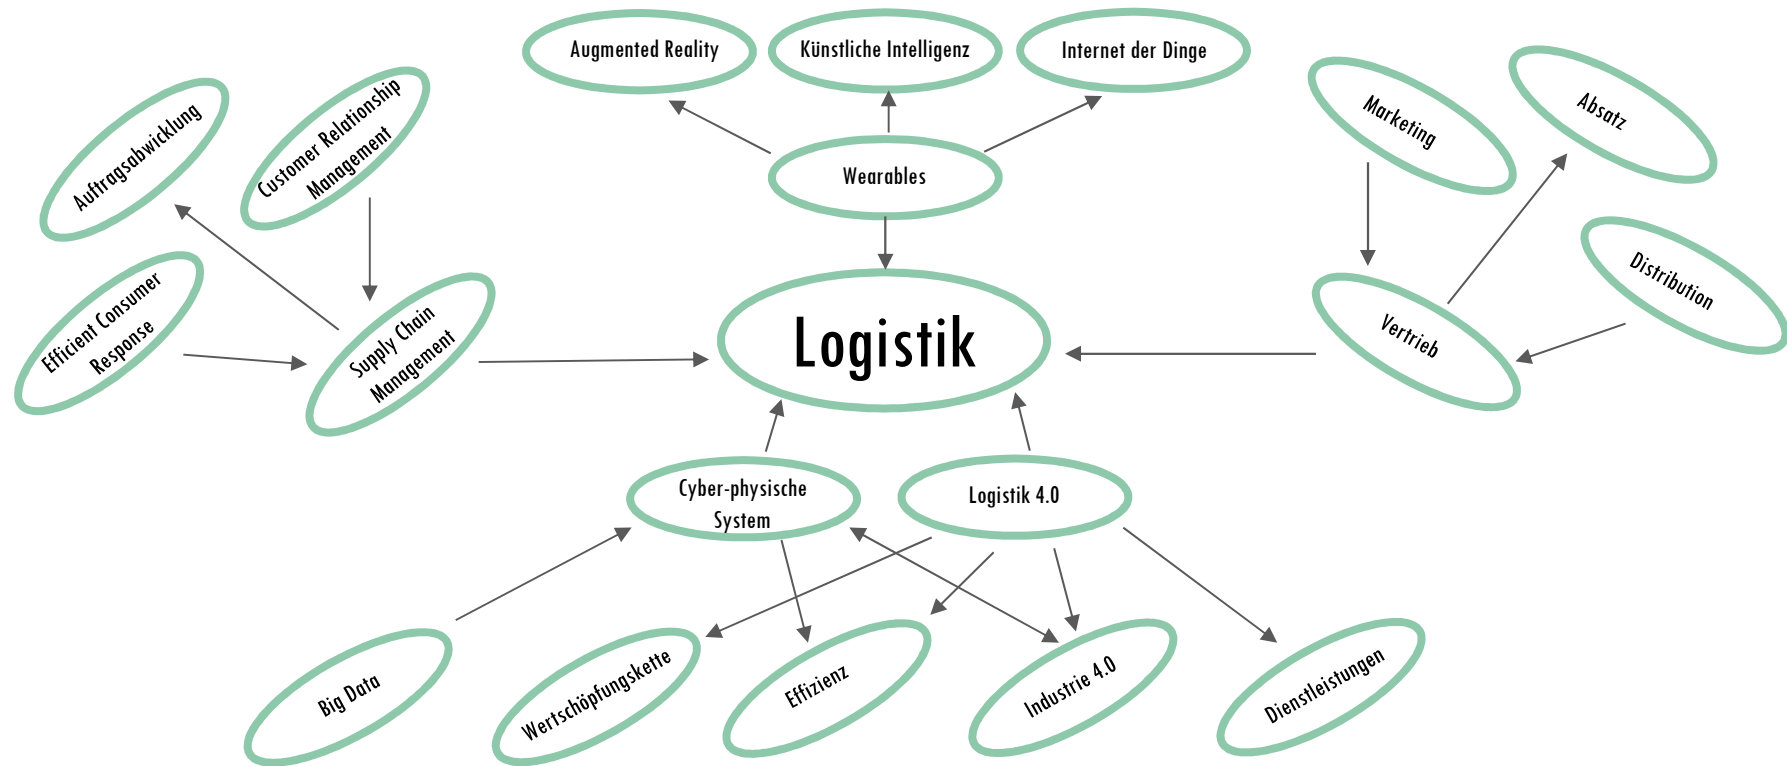 Augmented Reality
Künstliche Intelligenz
Internet der Dinge
Wearables
Auftragsabwicklung
Customer Relationship
Management
Efficient Consumer
Response
Supply Chain
Management
Logistik
Marketing
Absatz
Distribution
Vertrieb
Cyber-physische
System
Logistik 4.0
Big Data
Wertschöpfungskette
Effizienz
Industrie 4.0
Dienstleistungen